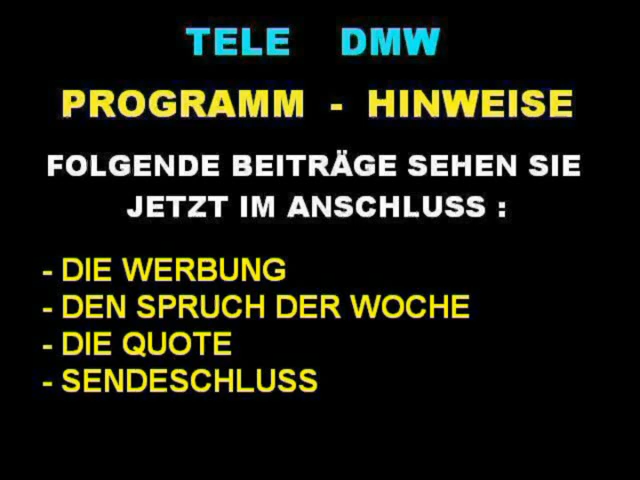 TELE DMW
PROGRAMM - HINWEISE
FOLGENDE BEITRÄGE SEHEN SIE
JETZT IM ANSCHLUSS :
- DIE WERBUNG
- DEN SPRUCH DER WOCHE
- DIE QUOTE
- SENDESCHLUSS